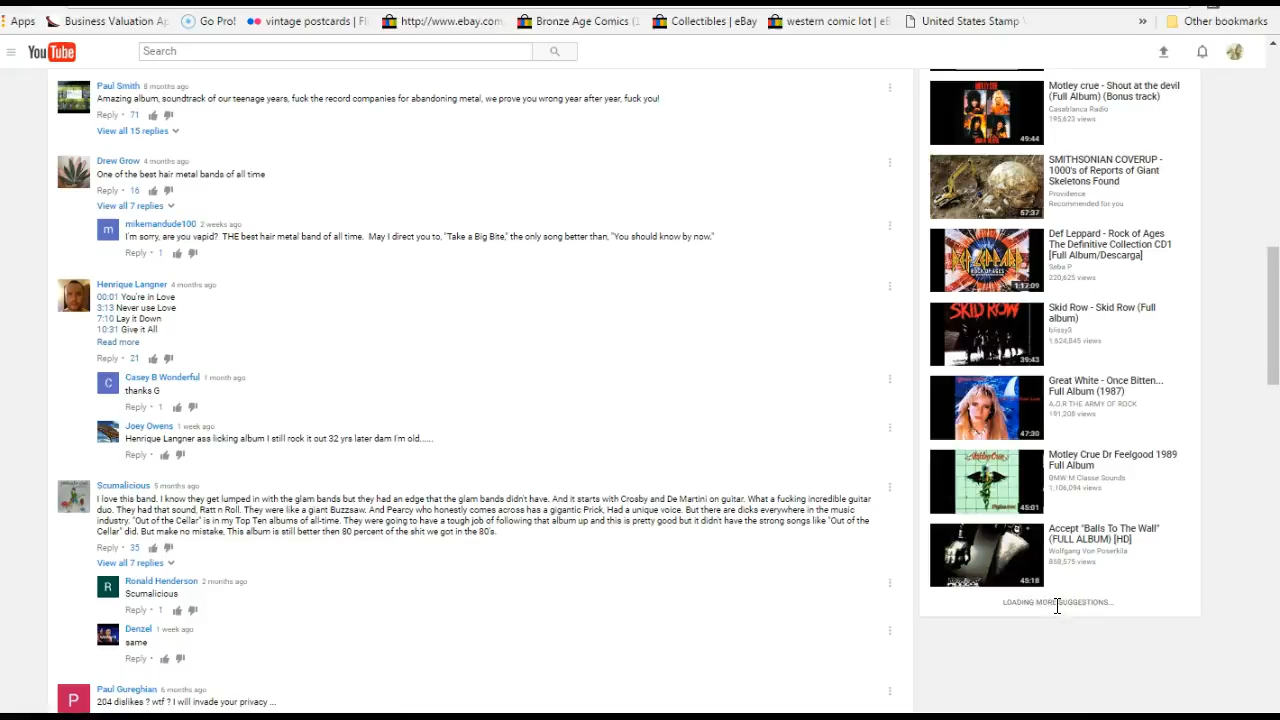 Apps Business Valuation Ap Go Pro! vintage postcards | Fl http://www.ebay.com, Bronze Age Comics (1 Collectibles | eBay western comic lot | eB United States Stamp » Other bookmarks
YouTube Search
Paul Smith 8 months ago
Amazing album, soundtrack of our teenage years, fuck the record companies for abandoning metal, we prove you wrong year after year, fuck you!
Reply • 71
View all 15 replies
Drew Grow 4 months ago
One of the best hair metal bands of all time
Reply • 16
View all 7 replies
m
mikemandude100 2 weeks ago
I'm sorry, are you vapid? THE best hair metal band of all time. May I direct you to, "Take a Big Bite," the only song better than, "You should know by now."
Reply • 1
Henrique Langner 4 months ago
00:01 You're in Love
3:13 Never use Love
7:10 Lay it Down
10:31 Give it All
Read more
Reply • 21
C
Casey B Wonderful 1 month ago
thanks G
Reply • 1
Joey Owens 1 week ago
Henrique Langner ass licking album I still rock it out 32 yrs later dam I'm old......
Reply •
Scumalicious 5 months ago
I love this band. I know they get lumped in with the glam bands but they had an edge that the glam bands didn't have. And it starts with Crosby and De Martini on guitar. What a fucking incredible guitar
duo. They had that sound, Ratt n Roll. They were like a giant Buzzsaw. And Pearcy who honestly comes across has a gigantic Prick, Had a unique voice. But there are dicks everywhere in the music
industry. "Out of the Cellar" is in my Top Ten albums of all-time. They were going to have a tough job of following that album up and this is pretty good but it didn't have the strong songs like "Out of the
Cellar" did. But make no mistake, This album is still better then 80 percent of the shit we got in the 80's.
Reply • 35
View all 7 replies
R
Ronald Henderson 2 months ago
Scumalicious
Reply • 1
Denzel 1 week ago
same
Reply •
P
Paul Gureghian 6 months ago
204 dislikes ? wtf ? I will invade your privacy ...
Motley crue - Shout at the devil
(Full Album) (Bonus track)
Casablanca Radio
195,623 views
49:44
SMITHSONIAN COVERUP -
1000's of Reports of Giant
Skeletons Found
Providence
Recommended for you
57:37
Def Leppard - Rock of Ages
The Definitive Collection CD1
[Full Album/Descarga]
Seba P
220,625 views
DEF LEPPARD
ROCK OF AGES
1:17:09
Skid Row - Skid Row (Full
album)
blissy3
1,624,845 views
SKID ROW
39:43
Great White - Once Bitten...
Full Album (1987)
A.O.R THE ARMY OF ROCK
191,208 views
47:30
Motley Crue Dr Feelgood 1989
Full Album
BMW M Classe Sounds
1,106,094 views
45:01
Accept "Balls To The Wall"
(FULL ALBUM) [HD]
Wolfgang Von Poserkila
858,575 views
45:18
LOADING MORE SUGGESTIONS...